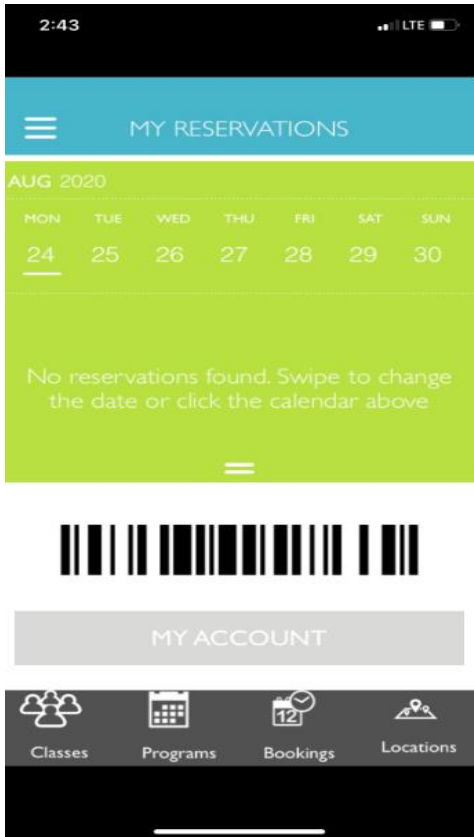 2:43 LTE
MY RESERVATIONS
AUG 2020
MON TUE WED THU FRI SAT SUN
24 25 26 27 28 29 30
No reservations found. Swipe to change
the date or click the calendar above
MY ACCOUNT
12
Classes Programs Bookings Locations